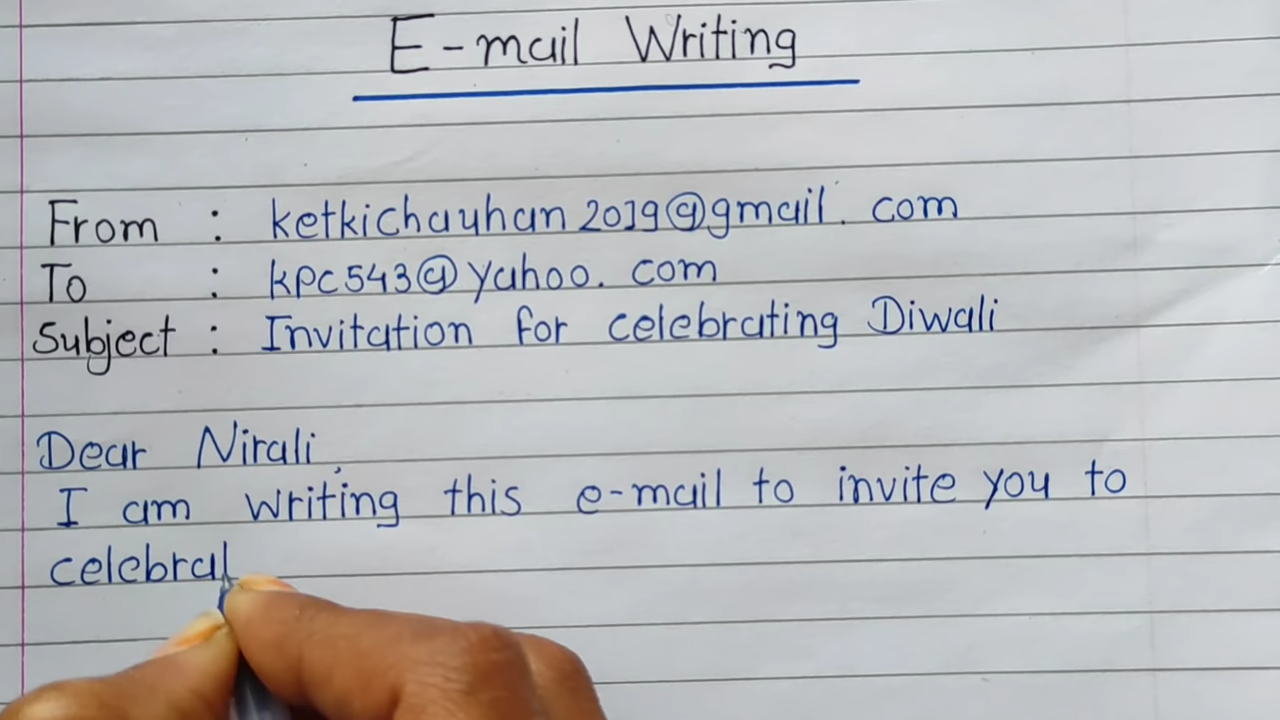 E-mail Writing
From : ketkichauhan2019@gmail. com
To : kpc543@yahoo. com
Subject : Invitation for celebrating Diwali
Dear Nirali,
I am writing this e-mail to invite you to